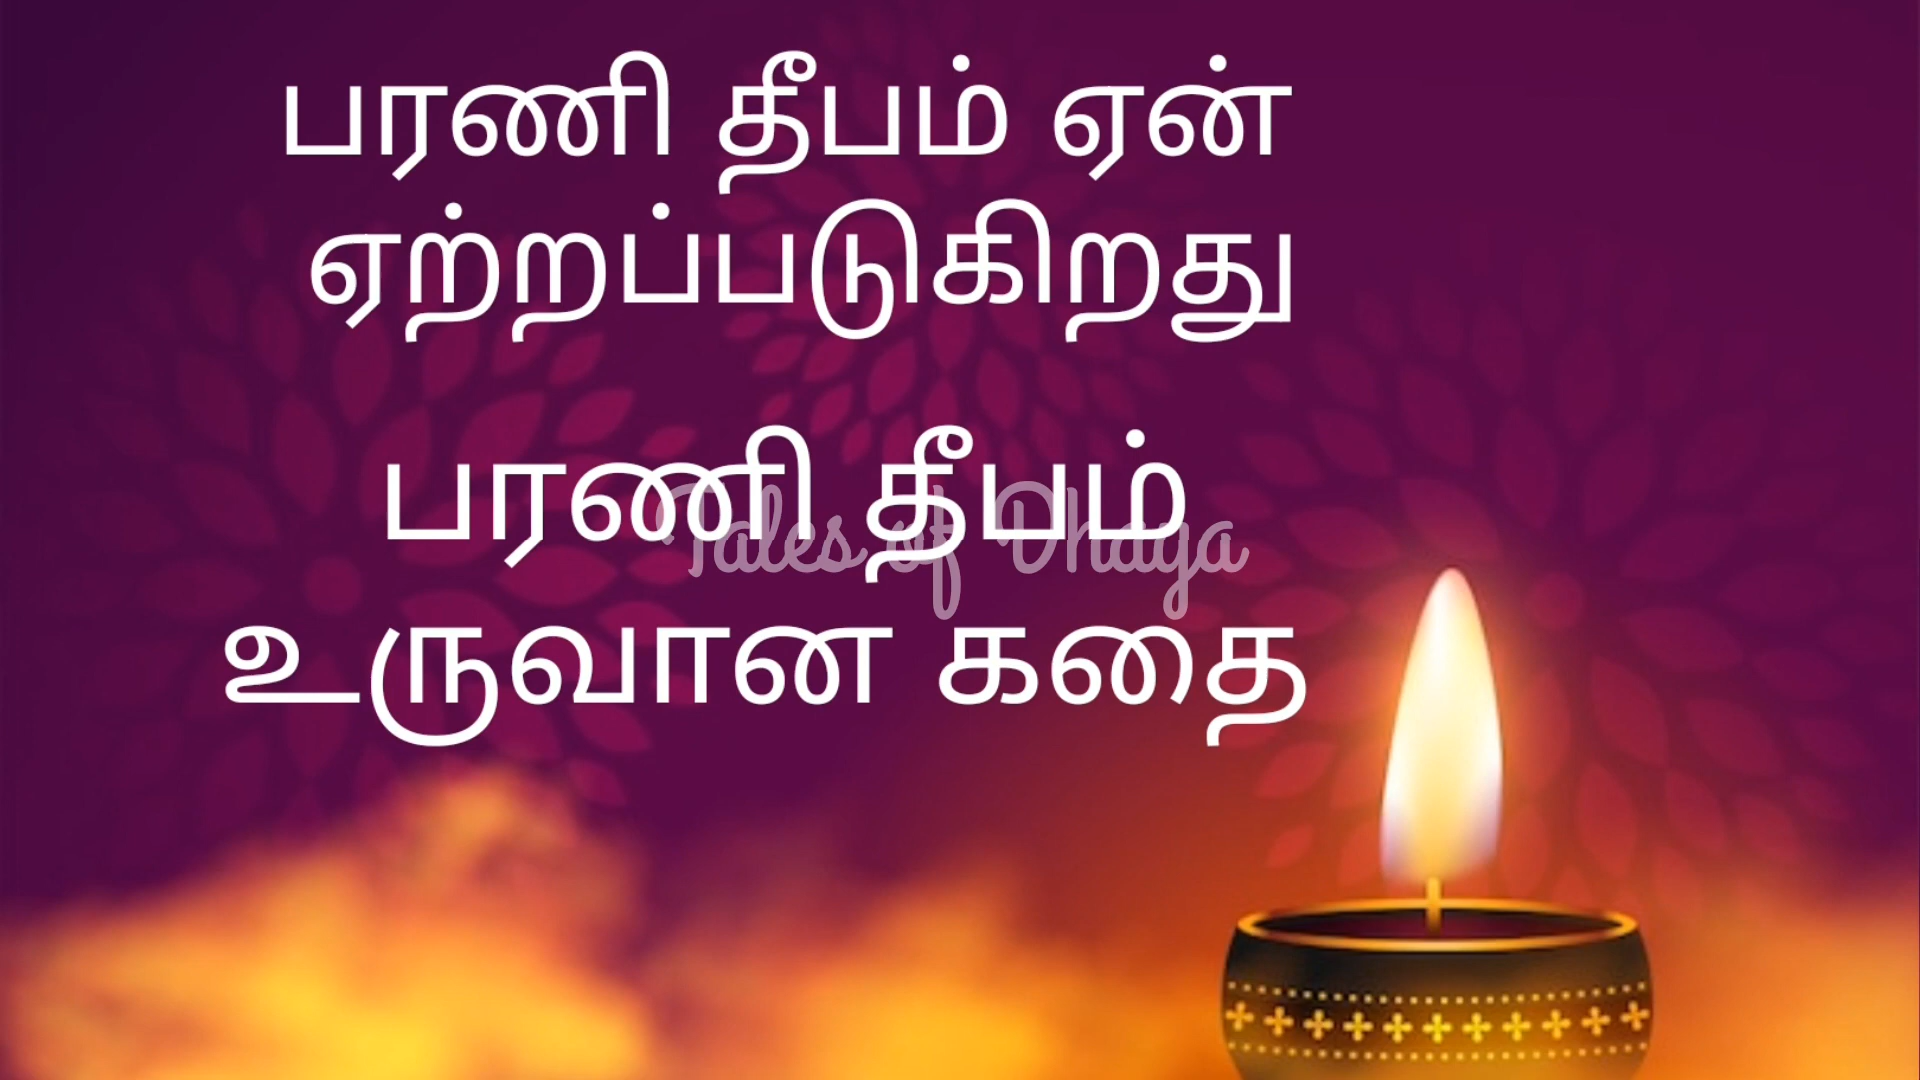 பரணி தீபம் ஏன்
ஏற்றப்படுகிறது
பரணி தீபம்
Tales of Dhaya
உருவான கதை